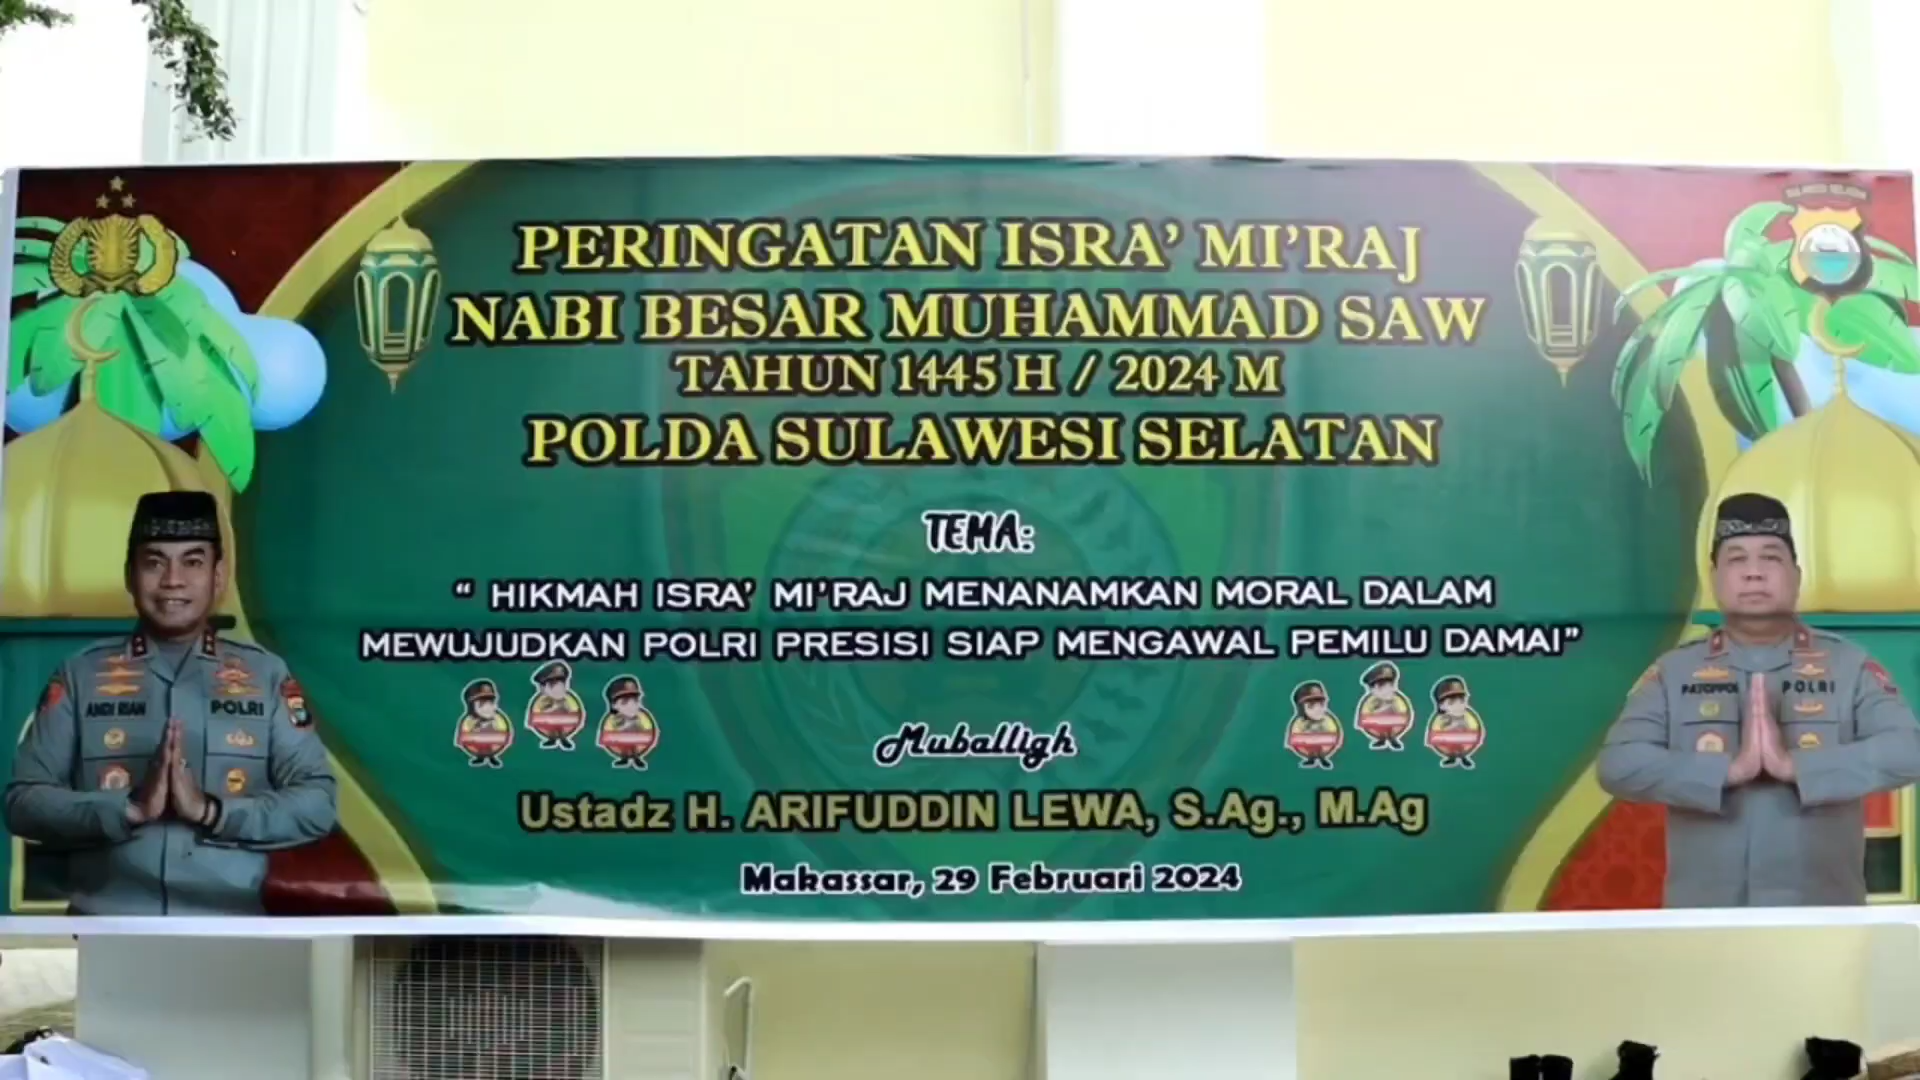 PERINGATAN ISRA' MI'RAJ
NABI BESAR MUHAMMAD SAW
TAHUN 1445 H / 2024 M
POLDA SULAWESI SELATAN
TEMA:
" HIKMAH ISRA' MI'RAJ MENANAMKAN MORAL DALAM
MEWUJUDKAN POLRI PRESISI SIAP MENGAWAL PEMILU DAMAI"
Muballigh
Ustadz H. ARIFUDDIN LEWA, S.Ag., M.Ag
Makassar, 29 Februari 2024
ANDI RIAN POLRI
POLRI